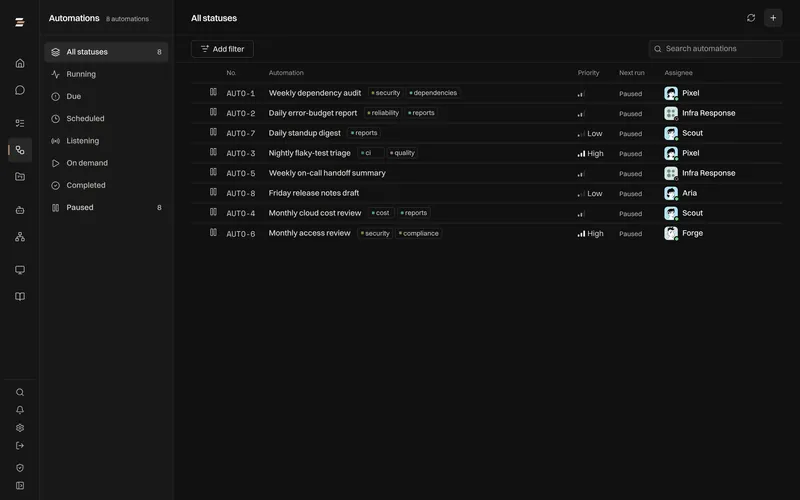 Automations 8 automations
All statuses 8
Running
Due
Scheduled
Listening
On demand
Completed
Paused 8
All statuses
Add filter
Search automations
No. Automation Priority Next run Assignee
AUTO-1 Weekly dependency audit security dependencies Paused Pixel
AUTO-2 Daily error-budget report reliability reports Paused Infra Response
AUTO-7 Daily standup digest reports Low Paused Scout
AUTO-3 Nightly flaky-test triage ci quality High Paused Pixel
AUTO-5 Weekly on-call handoff summary Paused Infra Response
AUTO-8 Friday release notes draft Low Paused Aria
AUTO-4 Monthly cloud cost review cost reports Paused Scout
AUTO-6 Monthly access review security compliance High Paused Forge